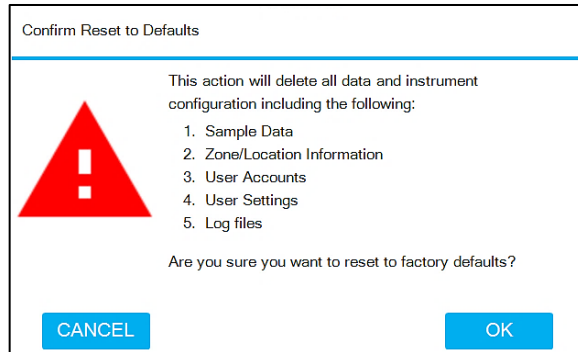 Confirm Reset to Defaults
This action will delete all data and instrument
configuration including the following:
1. Sample Data
2. Zone/Location Information
3. User Accounts
4. User Settings
5. Log files
Are you sure you want to reset to factory defaults?
CANCEL OK